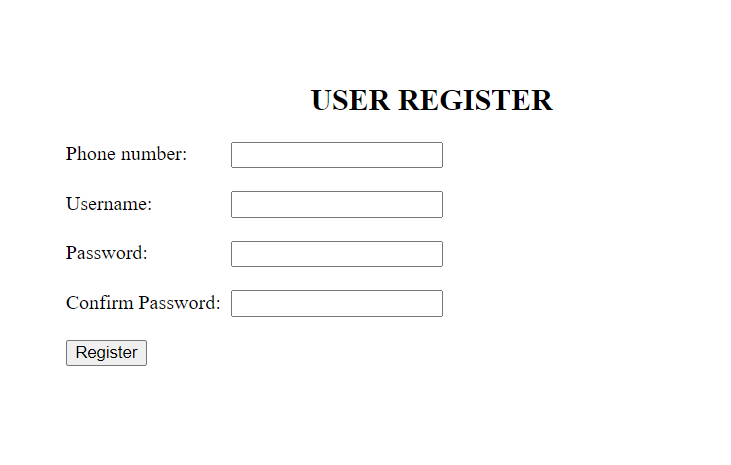 USER REGISTER
Phone number:
Username:
Password:
Confirm Password:
Register